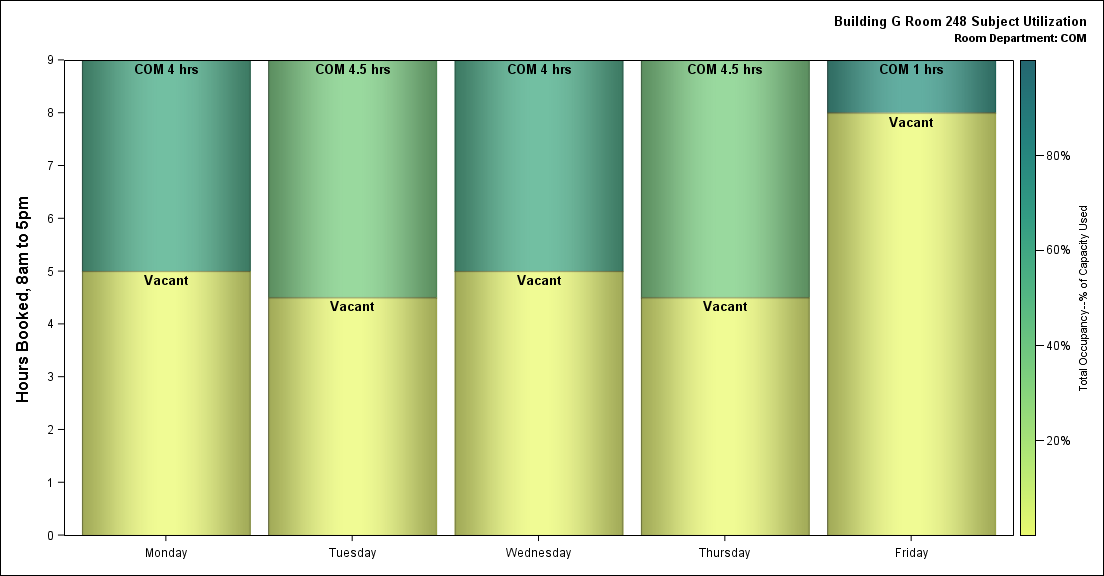 Building G Room 248 Subject Utilization
Room Department: COM
Hours Booked, 8am to 5pm
9
8
7
6
5
4
3
2
1
0
COM 4 hrs
Vacant
COM 4.5 hrs
Vacant
COM 4 hrs
Vacant
COM 4.5 hrs
Vacant
COM 1 hrs
Vacant
Monday
Tuesday
Wednesday
Thursday
Friday
80%
60%
40%
20%
Total Occupancy--% of Capacity Used